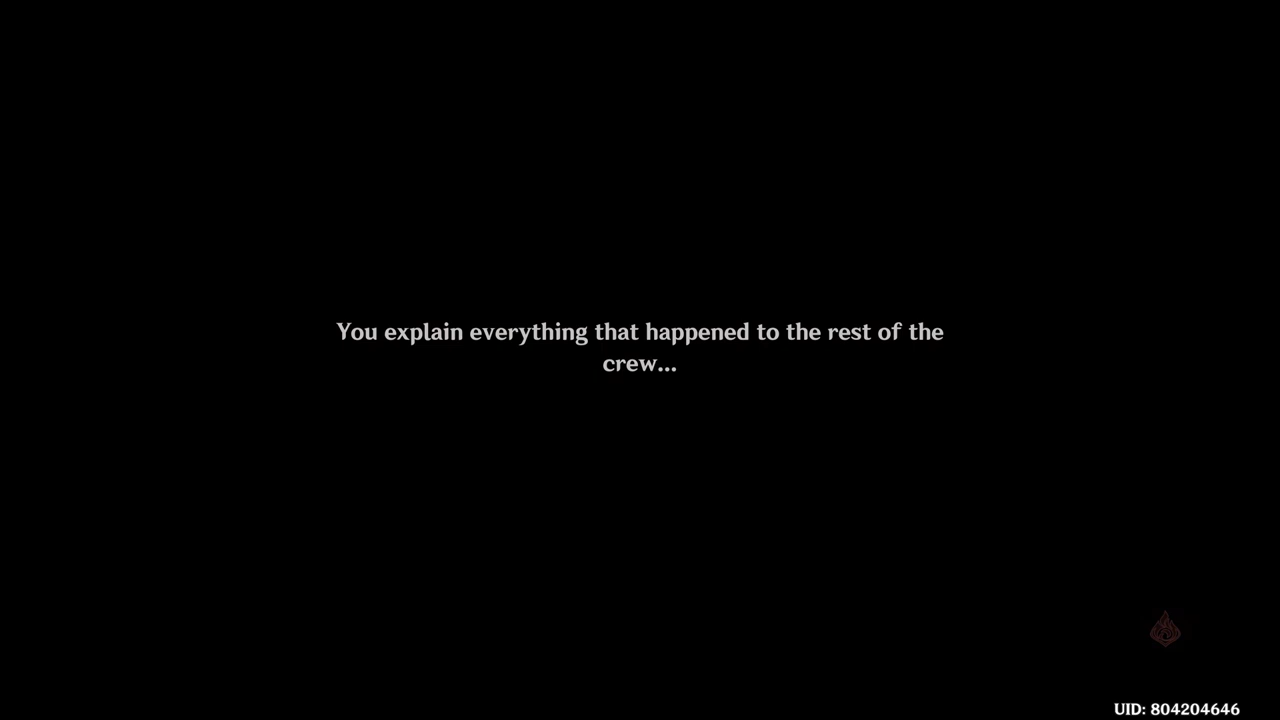 You explain everything that happened to the rest of the
crew...
UID: 804204646